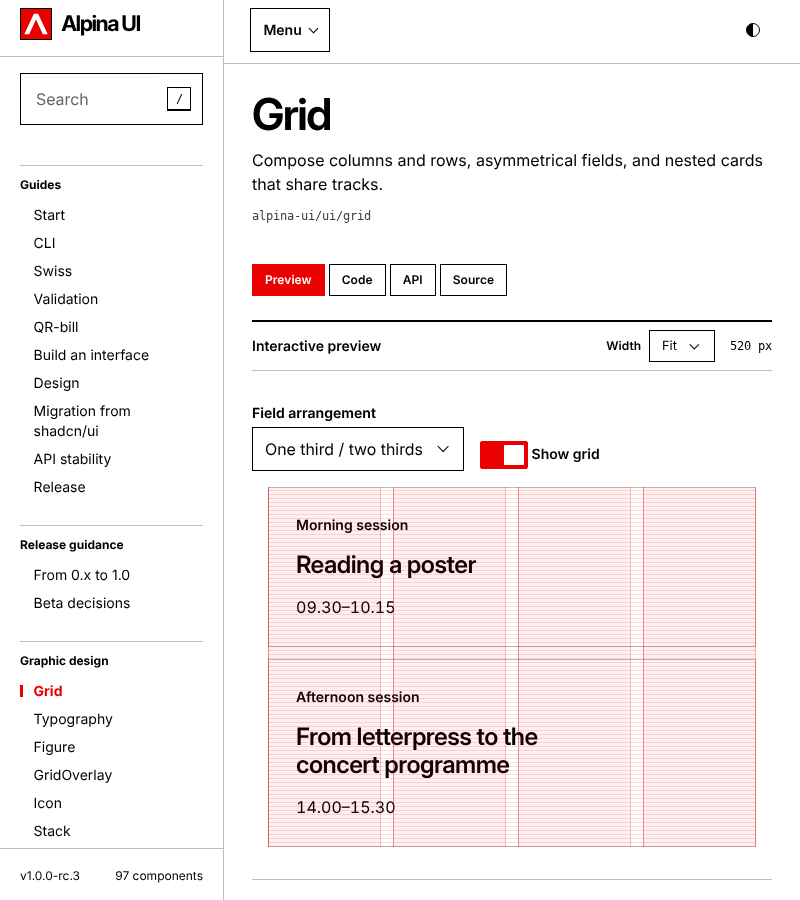 Alpina UI
Search
/
Guides
Start
CLI
Swiss
Validation
QR-bill
Build an interface
Design
Migration from
shadcn/ui
API stability
Release
Release guidance
From 0.x to 1.0
Beta decisions
Graphic design
Grid
Typography
Figure
GridOverlay
Icon
Stack
v1.0.0-rc.3 97 components
Menu
Grid
Compose columns and rows, asymmetrical fields, and nested cards
that share tracks.
alpina-ui/ui/grid
Preview Code API Source
Interactive preview Width Fit 520 px
Field arrangement
One third / two thirds Show grid
Morning session
Reading a poster
09.30–10.15
Afternoon session
From letterpress to the
concert programme
14.00–15.30